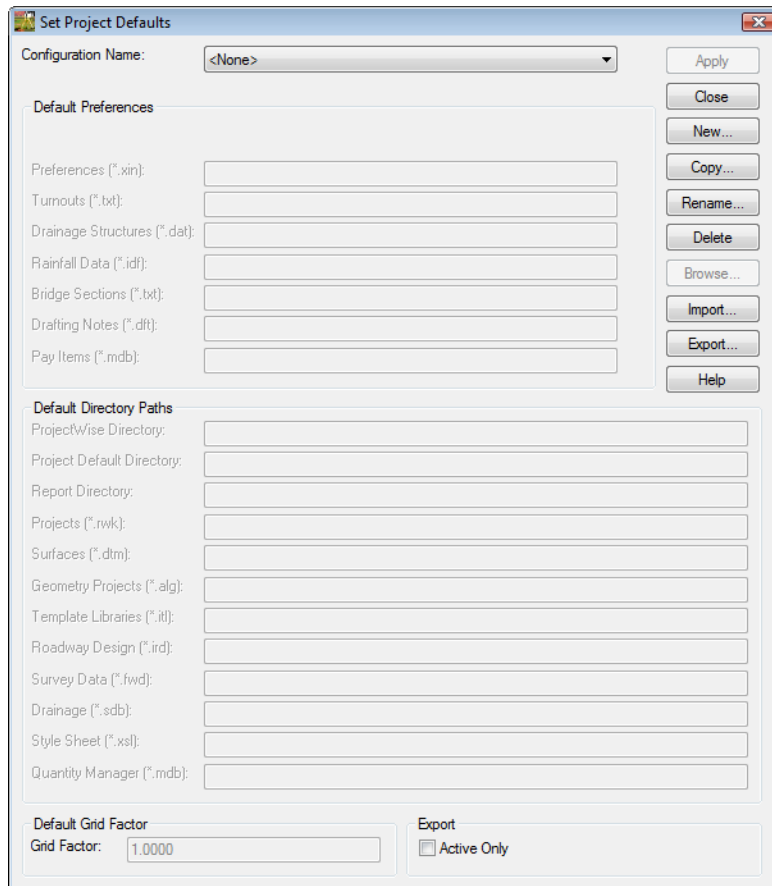 Set Project Defaults
Configuration Name:
<None>
Apply
Close
New...
Copy...
Rename...
Delete
Browse...
Import...
Export...
Help
Default Preferences
Preferences (*.xin):
Turnouts (*.txt):
Drainage Structures (*.dat):
Rainfall Data (*.idf):
Bridge Sections (*.txt):
Drafting Notes (*.dft):
Pay Items (*.mdb):
Default Directory Paths
ProjectWise Directory:
Project Default Directory:
Report Directory:
Projects (*.rwk):
Surfaces (*.dtm):
Geometry Projects (*.alg):
Template Libraries (*.itl):
Roadway Design (*.ird):
Survey Data (*.fwd):
Drainage (*.sdb):
Style Sheet (*.xsl):
Quantity Manager (*.mdb):
Default Grid Factor
Grid Factor: 1.0000
Export
Active Only